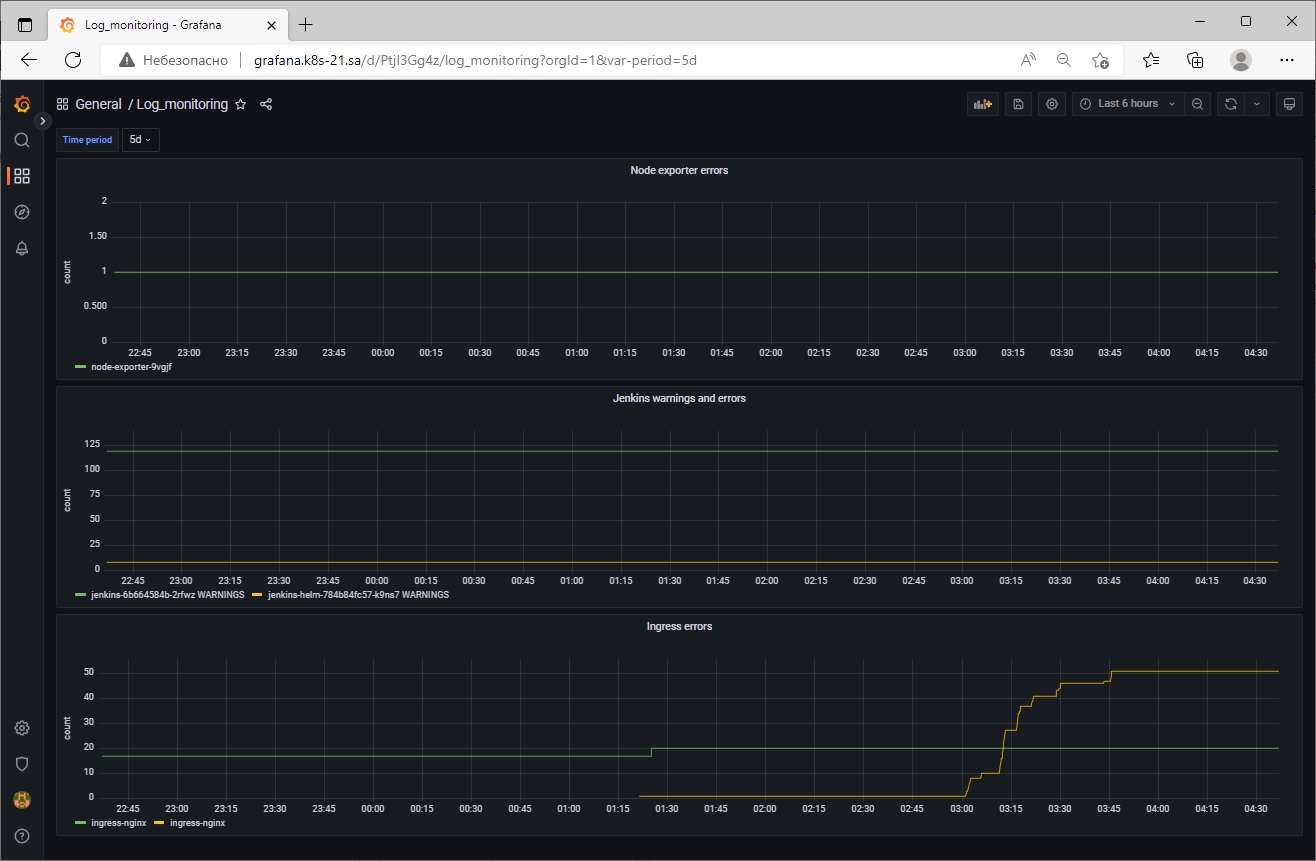 Log_monitoring - Grafana
Небезопасно grafana.k8s-21.sa/d/PtjI3Gg4z/log_monitoring?orgId=1&var-period=5d
General / Log_monitoring Last 6 hours
Time period 5d
Node exporter errors
count
2
1.50
1
0.500
0
22:45 23:00 23:15 23:30 23:45 00:00 00:15 00:30 00:45 01:00 01:15 01:30 01:45 02:00 02:15 02:30 02:45 03:00 03:15 03:30 03:45 04:00 04:15 04:30
node-exporter-9vgjf
Jenkins warnings and errors
count
125
100
75
50
25
0
22:45 23:00 23:15 23:30 23:45 00:00 00:15 00:30 00:45 01:00 01:15 01:30 01:45 02:00 02:15 02:30 02:45 03:00 03:15 03:30 03:45 04:00 04:15 04:30
jenkins-6b664584b-2rfwz WARNINGS jenkins-helm-784b84fc57-k9ns7 WARNINGS
Ingress errors
count
50
40
30
20
10
0
22:45 23:00 23:15 23:30 23:45 00:00 00:15 00:30 00:45 01:00 01:15 01:30 01:45 02:00 02:15 02:30 02:45 03:00 03:15 03:30 03:45 04:00 04:15 04:30
ingress-nginx ingress-nginx